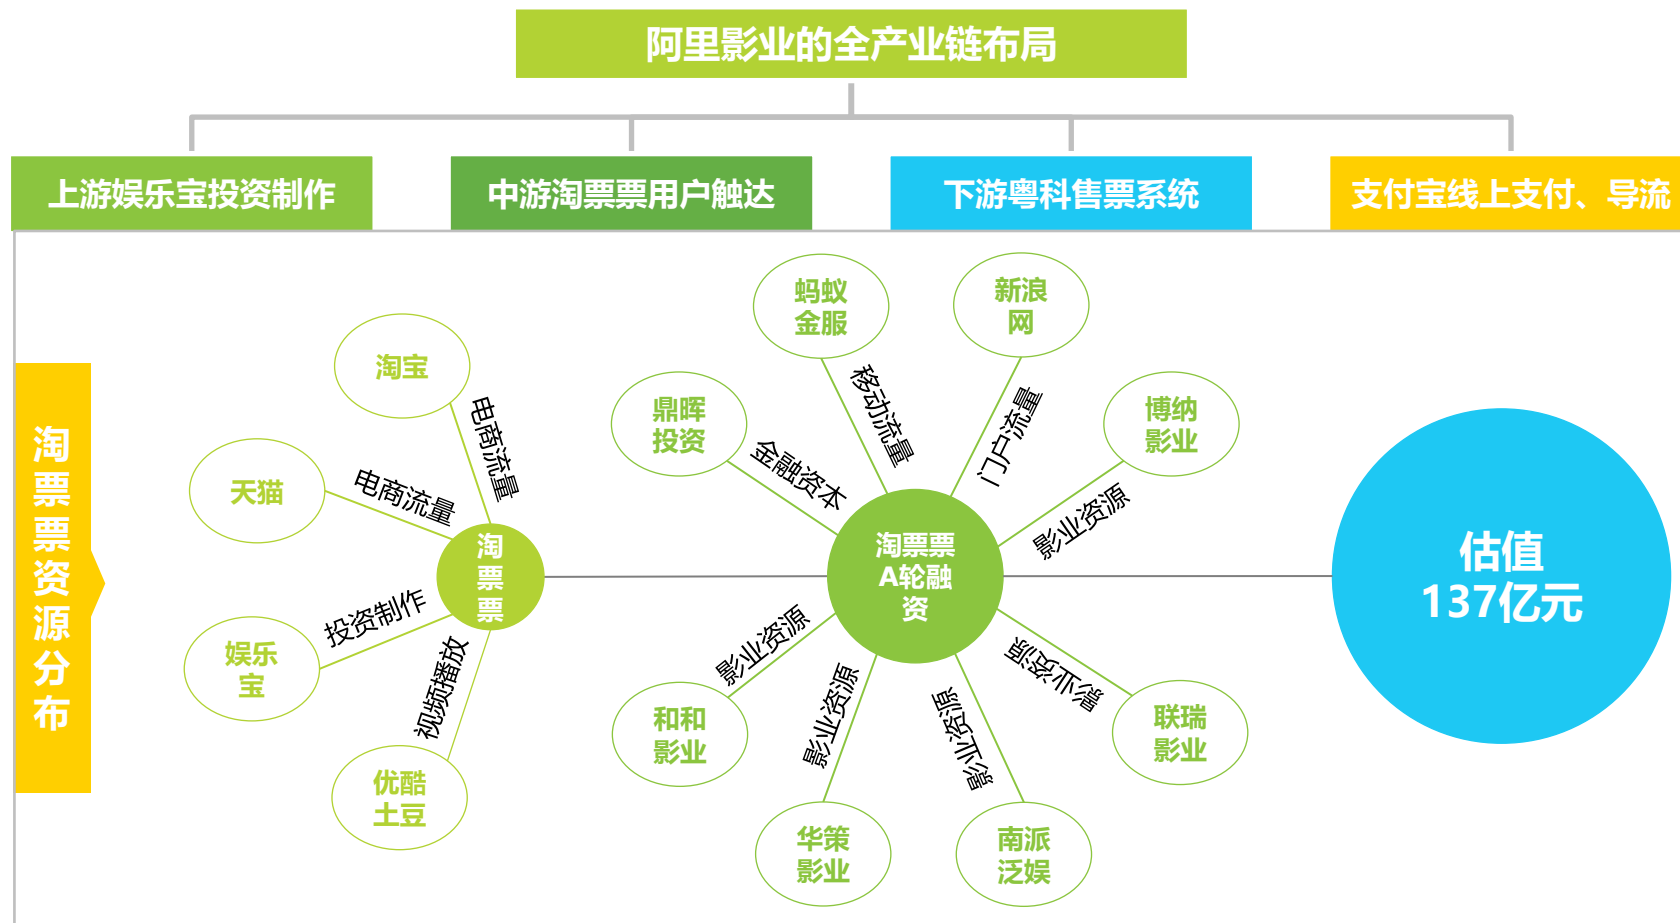 阿里影业的全产业链布局
上游娱乐宝投资制作
中游淘票票用户触达
下游粤科售票系统
支付宝线上支付、导流
淘票票资源分布
淘宝
电商流量
天猫
电商流量
淘
票
票
娱乐
宝
投资制作
优酷
土豆
视频播放
蚂蚁
金服
移动流量
新浪
网
门户流量
鼎晖
投资
金融资本
博纳
影业
影业资源
淘票票
A轮融
资
和和
影业
影业资源
华策
影业
影业资源
南派
泛娱
影业资源
联瑞
影业
影业资源
估值
137亿元